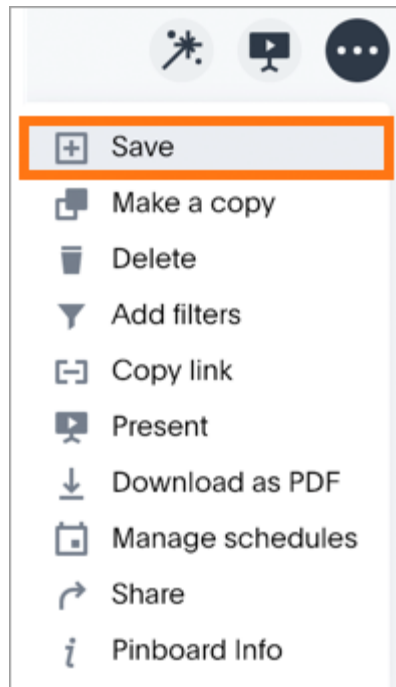 Save
Make a copy
Delete
Add filters
Copy link
Present
Download as PDF
Manage schedules
Share
Pinboard Info